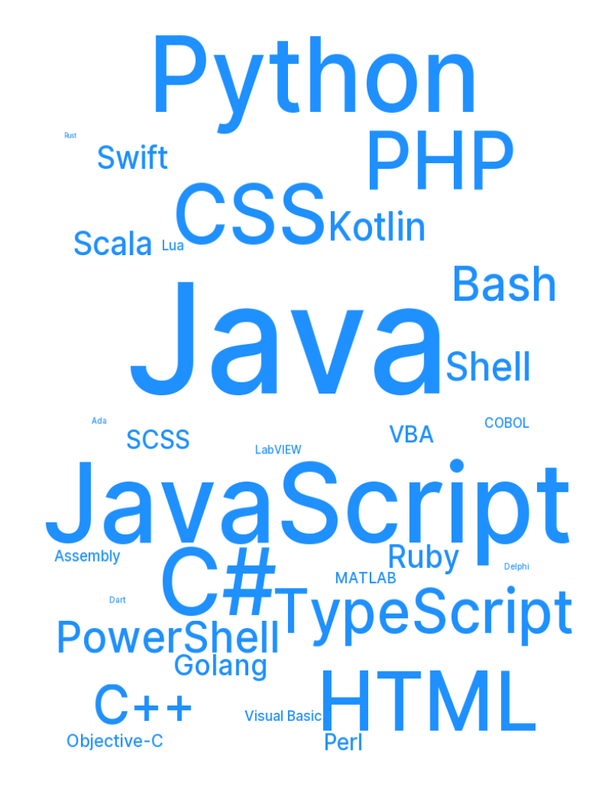 Python
Rust
PHP
Swift
CSS
Kotlin
Scala
Lua
Bash
Java
Shell
Ada
COBOL
SCSS
VBA
LabVIEW
JavaScript
Assembly
Ruby
Delphi
C#
MATLAB
Dart
TypeScript
PowerShell
Golang
HTML
C++
Visual Basic
Objective-C
Perl